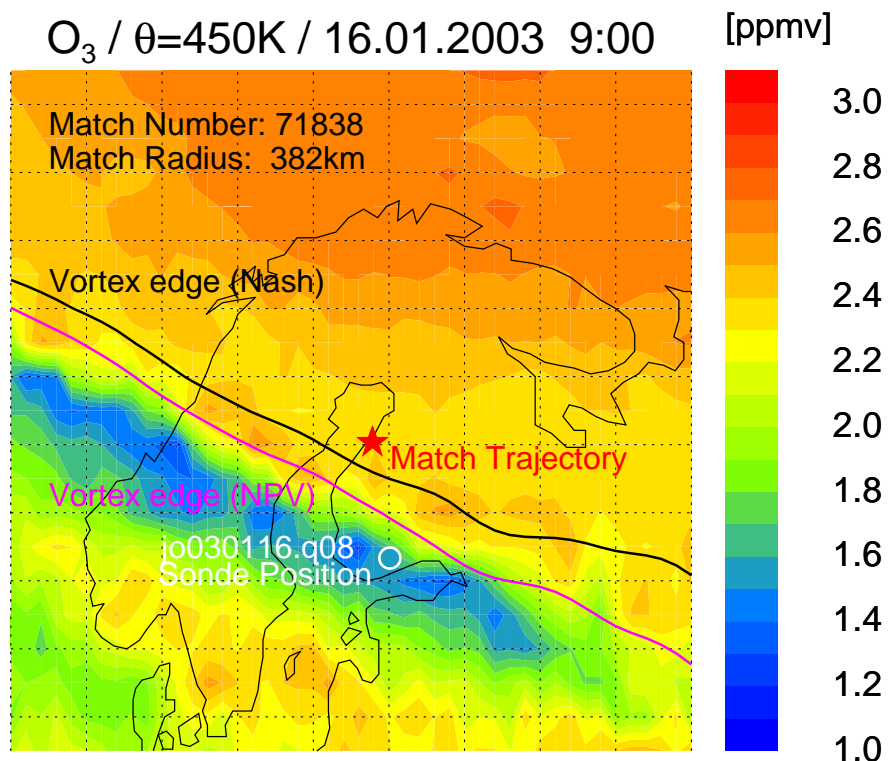 O₃ / θ=450K / 16.01.2003 9:00
[ppmv]
Match Number: 71838
Match Radius: 382km
Vortex edge (Nash)
Match Trajectory
Vortex edge (NPV)
jo030116.q08
Sonde Position
3.0
2.8
2.6
2.4
2.2
2.0
1.8
1.6
1.4
1.2
1.0